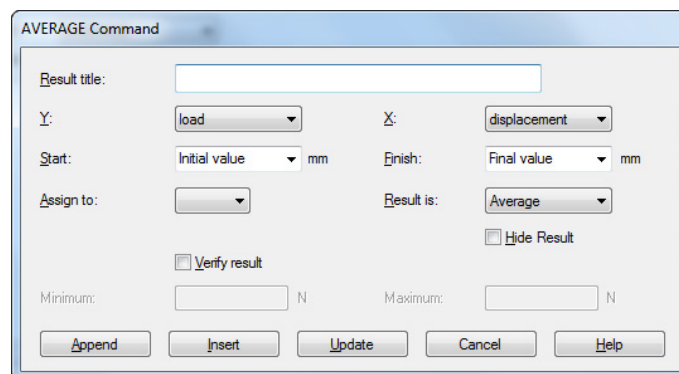 AVERAGE Command
Result title:
Y: load X: displacement
Start: Initial value mm Finish: Final value mm
Assign to: Result is: Average
Hide Result
Verify result
Minimum: N Maximum: N
Append Insert Update Cancel Help